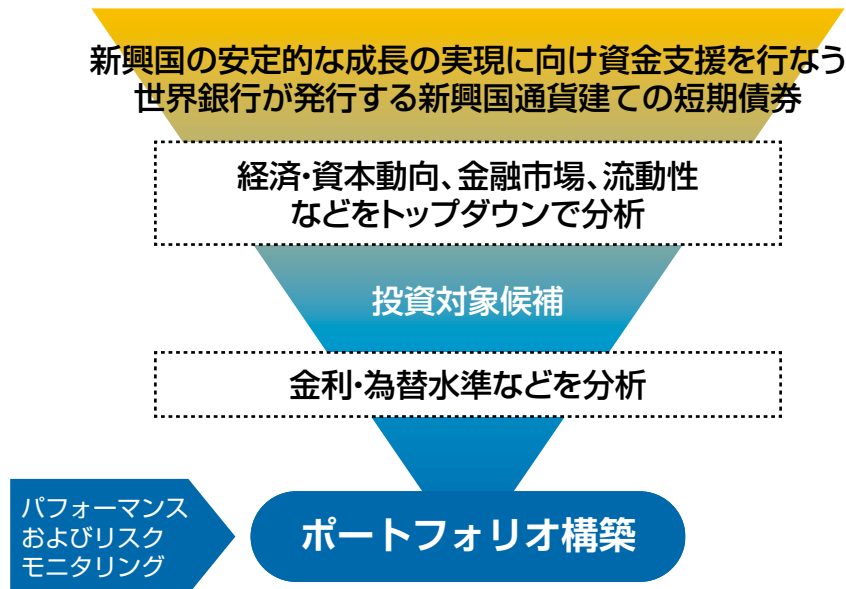 新興国の安定的な成長の実現に向け資金支援を行なう
世界銀行が発行する新興国通貨建ての短期債券
経済・資本動向、金融市場、流動性
などをトップダウンで分析
投資対象候補
金利・為替水準などを分析
パフォーマンス
およびリスク
モニタリング
ポートフォリオ構築